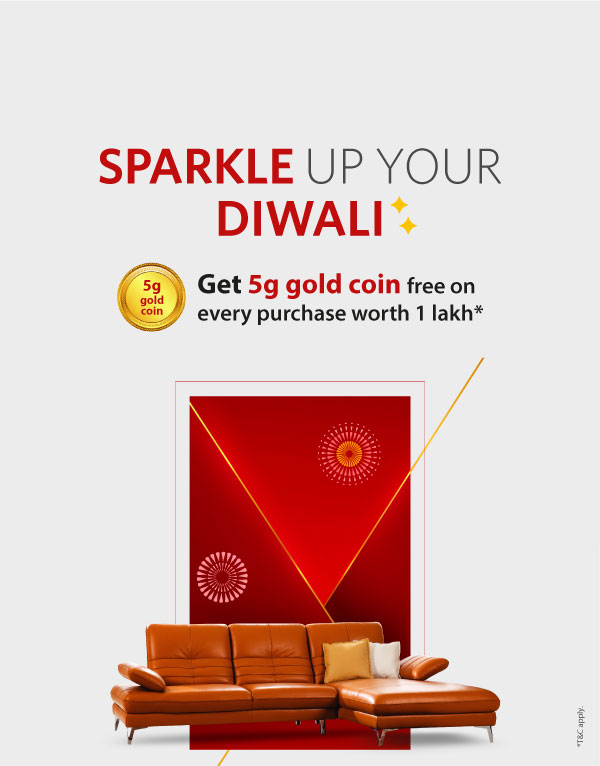 SPARKLE UP YOUR
DIWALI
5g
gold
coin
Get 5g gold coin free on
every purchase worth 1 lakh*
*T&C apply.